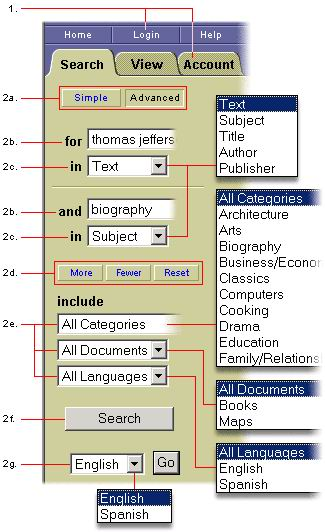 1.
Home Login Help
Search View Account
2a. Simple Advanced
2b. for thomas jeffers
2c. in Text
Text
Subject
Title
Author
Publisher
2b. and biography
2c. in Subject
2d. More Fewer Reset
include
2e. All Categories
All Documents
All Languages
All Categories
Architecture
Arts
Biography
Business/Econor
Classics
Computers
Cooking
Drama
Education
Family/Relations
2f. Search
All Documents
Books
Maps
2g. English Go
All Languages
English
Spanish
English
Spanish